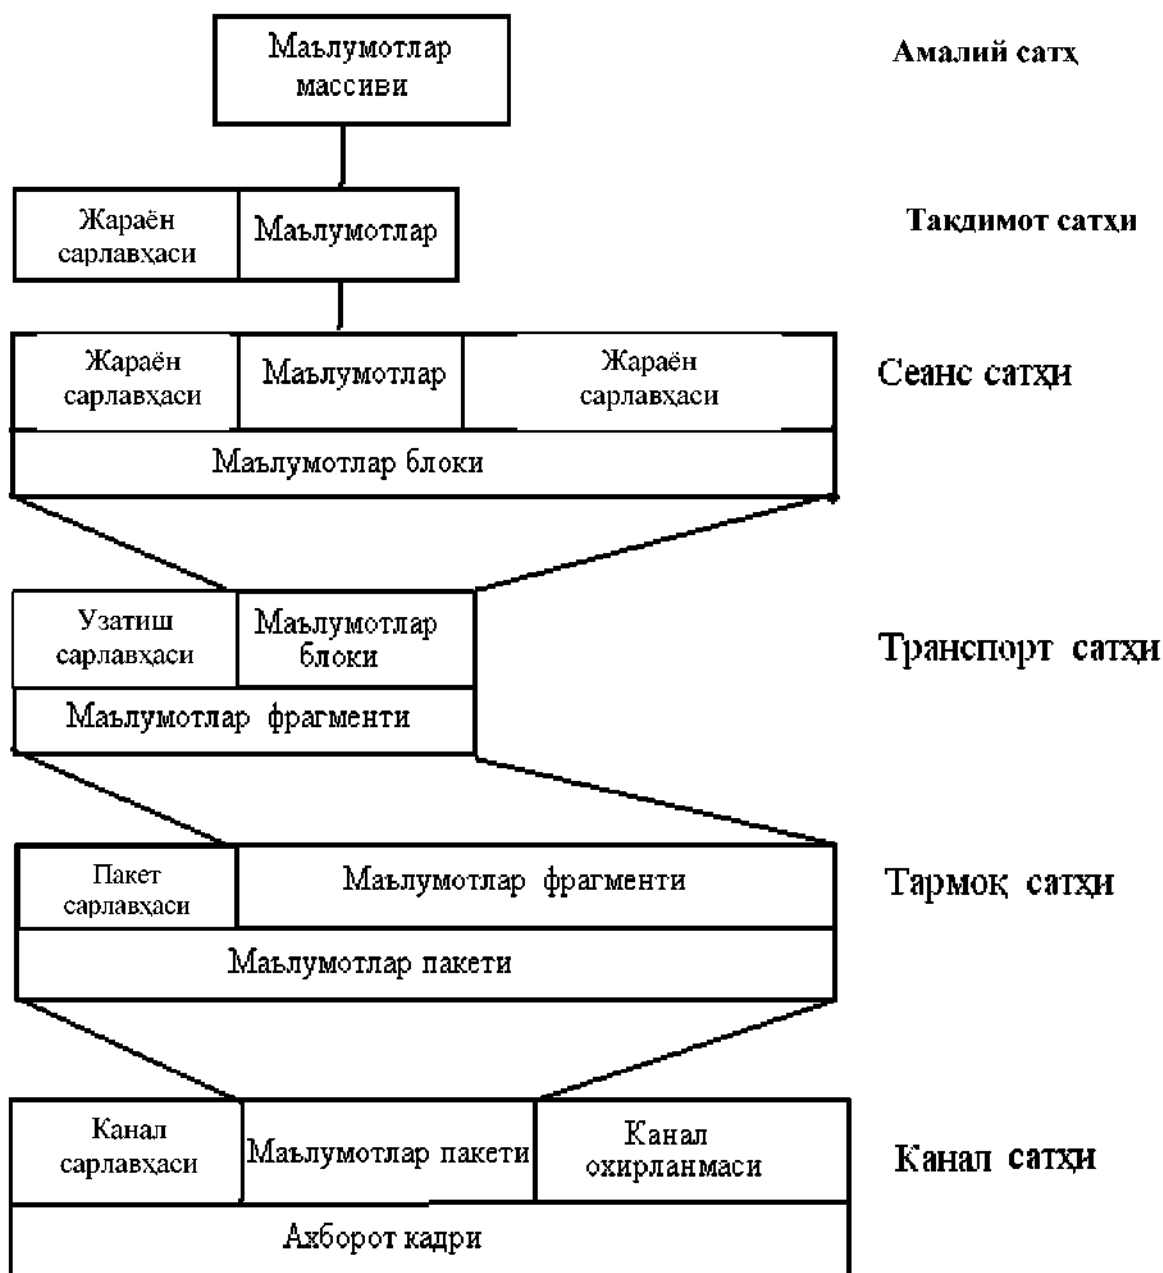 Маълумотлар
массиви
Амалий сатҳ
Жараён
сарлавҳаси
Маълумотлар
Тақдимот сатҳи
Жараён
сарлавҳаси
Маълумотлар
Жараён
сарлавҳаси
Сеанс сатҳи
Маълумотлар блоки
Узатиш
сарлавҳаси
Маълумотлар
блоки
Транспорт сатҳи
Маълумотлар фрагменти
Пакет
сарлавҳаси
Маълумотлар фрагменти
Тармоқ сатҳи
Маълумотлар пакети
Канал
сарлавҳаси
Маълумотлар пакети
Канал
охирланмаси
Канал сатҳи
Ахборот кадри